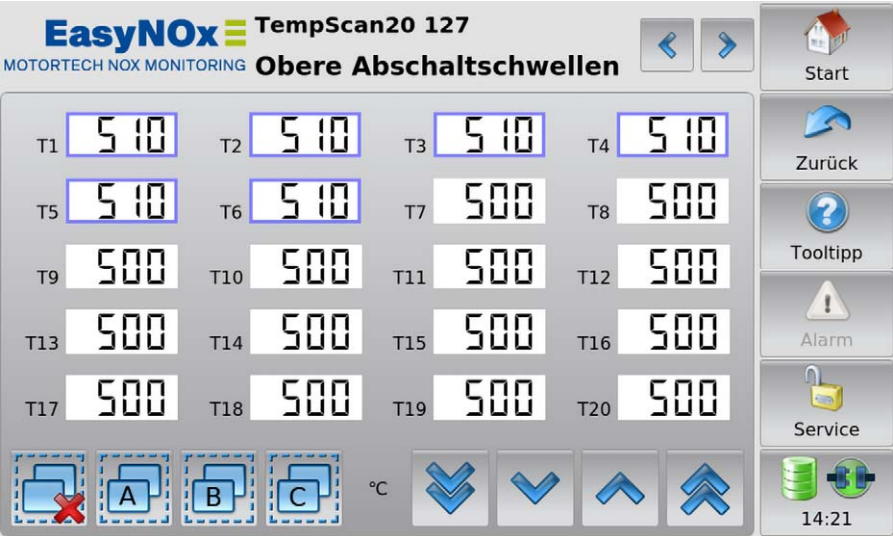 EasyNOx
MOTORTECH NOX MONITORING
TempScan20 127
Obere Abschaltschwellen
Start
T1 510 T2 510 T3 510 T4 510
Zurück
T5 510 T6 510 T7 500 T8 500
Tooltipp
T9 500 T10 500 T11 500 T12 500
Alarm
T13 500 T14 500 T15 500 T16 500
T17 500 T18 500 T19 500 T20 500
Service
A B C °C
14:21